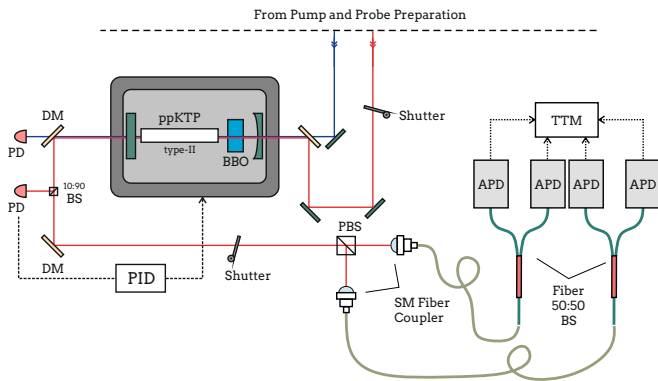 From Pump and Probe Preparation
DM
ppKTP
type-II
BBO
PD
Shutter
TTM
APD
APD
APD
APD
10:90
BS
PD
DM
PID
Shutter
PBS
SM Fiber
Coupler
Fiber
50:50
BS